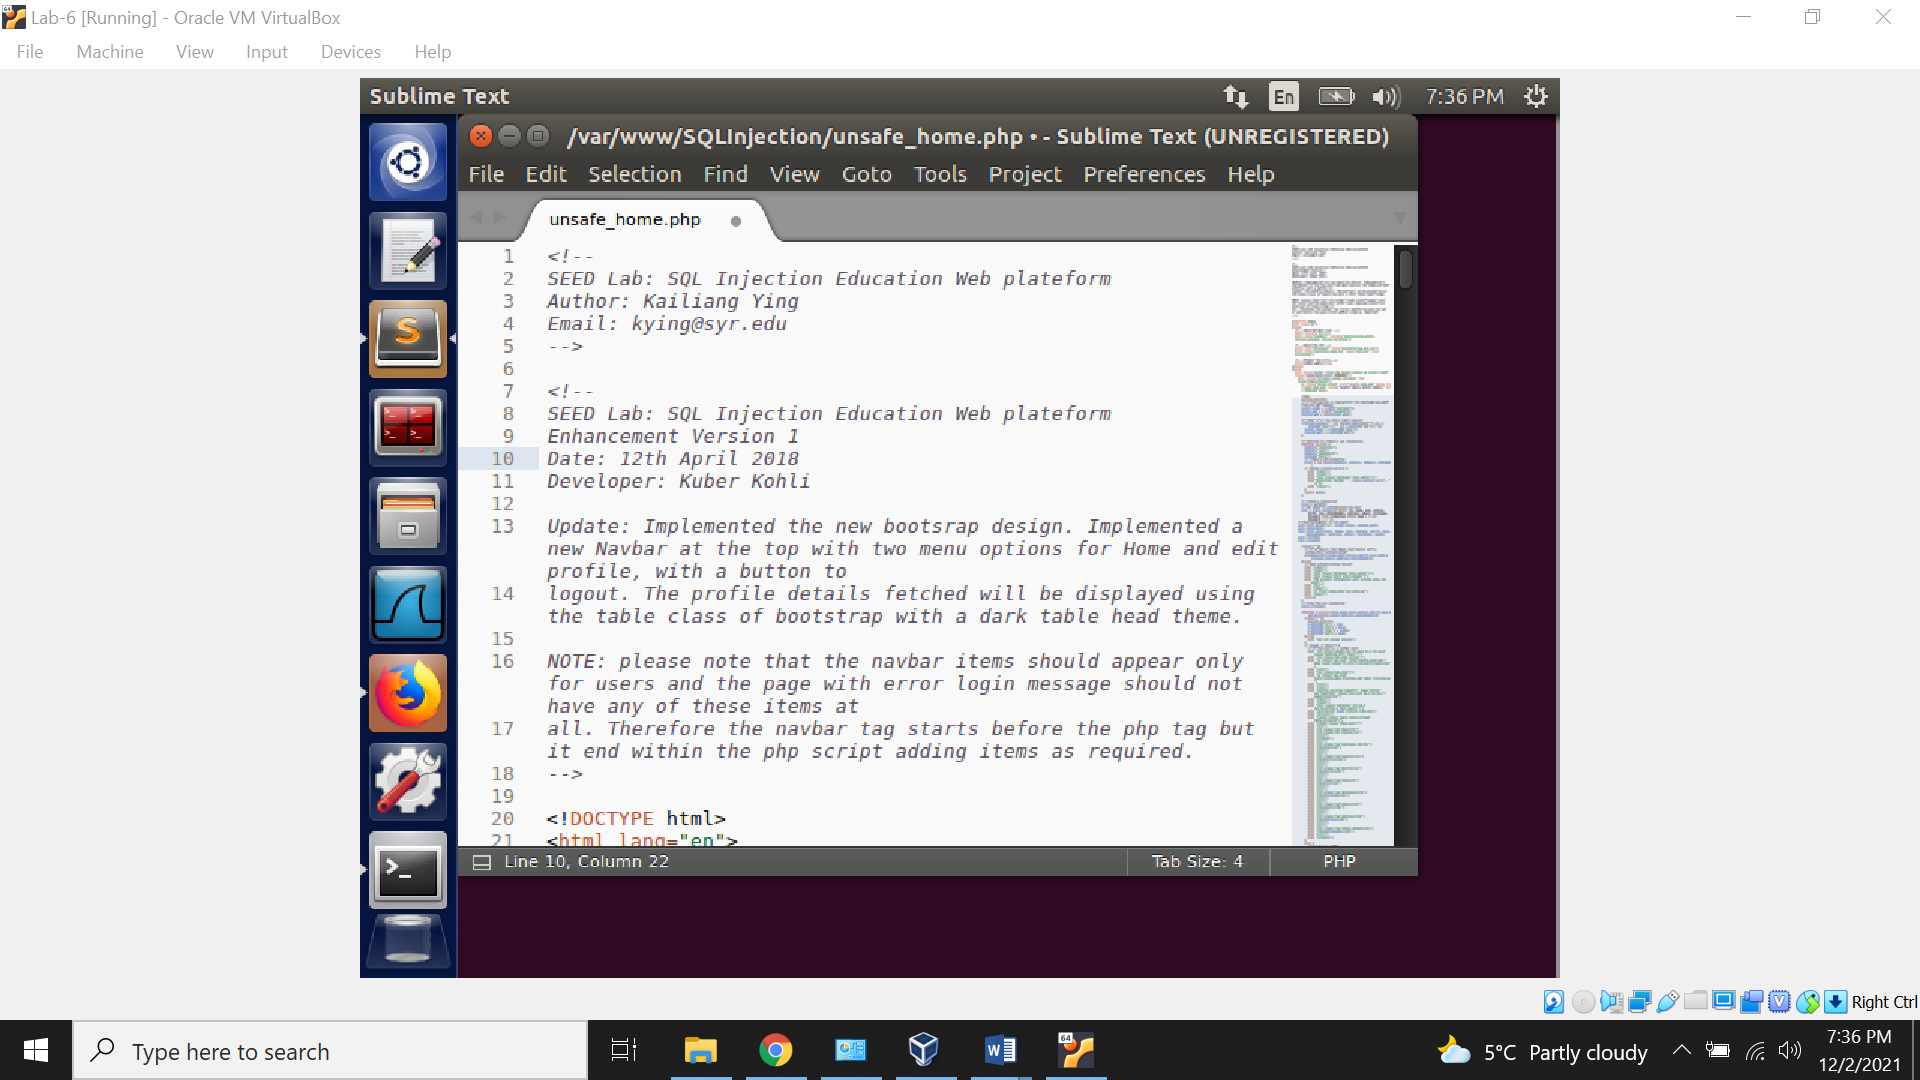 Lab-6 [Running] - Oracle VM VirtualBox
File Machine View Input Devices Help
Sublime Text En 7:36 PM
/var/www/SQLInjection/unsafe_home.php • - Sublime Text (UNREGISTERED)
File Edit Selection Find View Goto Tools Project Preferences Help
unsafe_home.php
1 <!--
2 SEED Lab: SQL Injection Education Web plateform
3 Author: Kailiang Ying
4 Email: kying@syr.edu
5 -->
6
7 <!--
8 SEED Lab: SQL Injection Education Web plateform
9 Enhancement Version 1
10 Date: 12th April 2018
11 Developer: Kuber Kohli
12
13 Update: Implemented the new bootsrap design. Implemented a
new Navbar at the top with two menu options for Home and edit
profile, with a button to
14 logout. The profile details fetched will be displayed using
the table class of bootstrap with a dark table head theme.
15
16 NOTE: please note that the navbar items should appear only
for users and the page with error login message should not
have any of these items at
17 all. Therefore the navbar tag starts before the php tag but
it end within the php script adding items as required.
18 -->
19
20 <!DOCTYPE html>
21 <html lang="en">
Line 10, Column 22 Tab Size: 4 PHP
Right Ctrl
Type here to search
5°C Partly cloudy
7:36 PM
12/2/2021